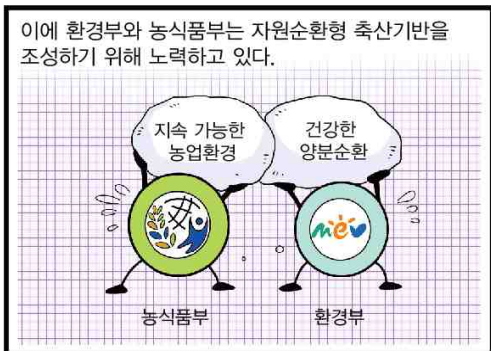 이에 환경부와 농식품부는 자원순환형 축산기반을
조성하기 위해 노력하고 있다.
지속 가능한
농업환경
건강한
양분순환
mev
농식품부
환경부